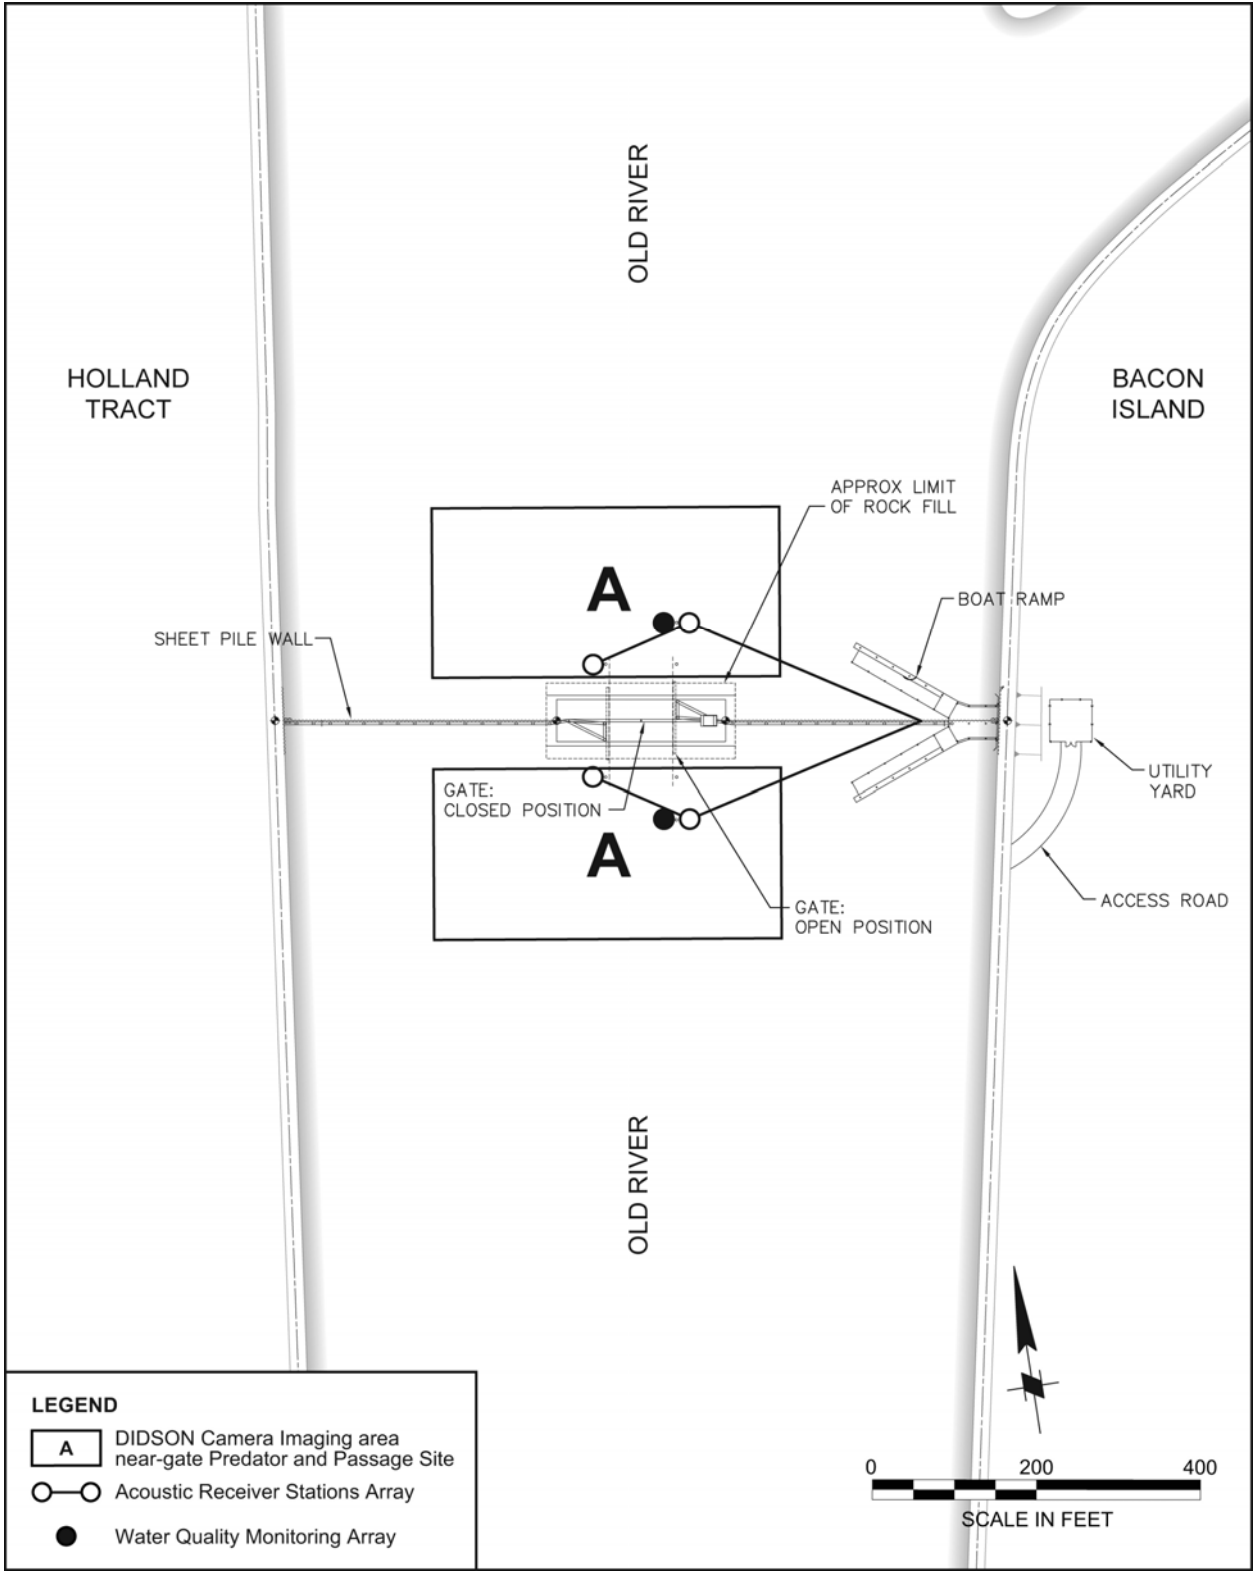 OLD RIVER
HOLLAND
TRACT
BACON
ISLAND
APPROX LIMIT
OF ROCK FILL
BOAT RAMP
SHEET PILE WALL
A
UTILITY
YARD
GATE:
CLOSED POSITION
A
ACCESS ROAD
GATE:
OPEN POSITION
OLD RIVER
LEGEND
A
DIDSON Camera Imaging area
near-gate Predator and Passage Site
Acoustic Receiver Stations Array
Water Quality Monitoring Array
0 200 400
SCALE IN FEET